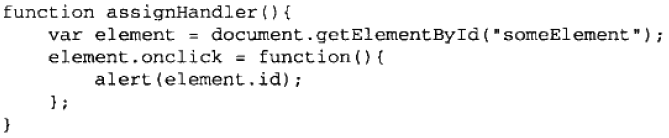 function assignHandler(){
    var element = document.getElementById("someElement");
    element.onclick = function(){
        alert(element.id);
    };
}